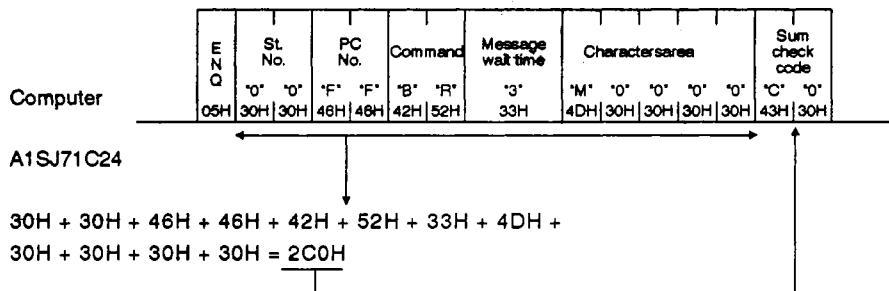 E N Q St. No. PC No. Command Message wait time Charactersarea Sum check code
"0" "0" "F" "F" "B" "R" "3" "M" "0" "0" "0" "0" "C" "0"
Computer
05H 30H 30H 46H 46H 42H 52H 33H 4DH 30H 30H 30H 30H 43H 30H
A1SJ71C24
30H + 30H + 46H + 46H + 42H + 52H + 33H + 4DH +
30H + 30H + 30H + 30H = 2C0H